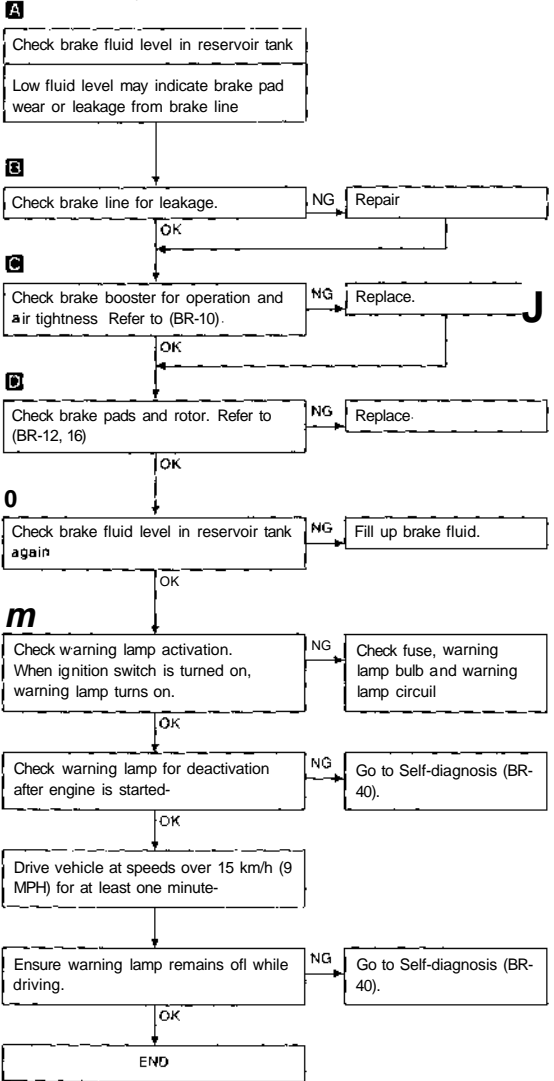 A
Check brake fluid level in reservoir tank
Low fluid level may indicate brake pad
wear or leakage from brake line
B
Check brake line for leakage.
NG
Repair
OK
C
Check brake booster for operation and
air tightness Refer to (BR-10).
NG
Replace.
J
OK
D
Check brake pads and rotor. Refer to
(BR-12, 16)
NG
Replace
OK
0
Check brake fluid level in reservoir tank
again
NG
Fill up brake fluid.
OK
m
Check warning lamp activation.
When ignition switch is turned on,
warning lamp turns on.
NG
Check fuse, warning
lamp bulb and warning
lamp circuil
OK
Check warning lamp for deactivation
after engine is started-
NG
Go to Self-diagnosis (BR-
40).
OK
Drive vehicle at speeds over 15 km/h (9
MPH) for at least one minute-
Ensure warning lamp remains ofl while
driving.
NG
Go to Self-diagnosis (BR-
40).
OK
END